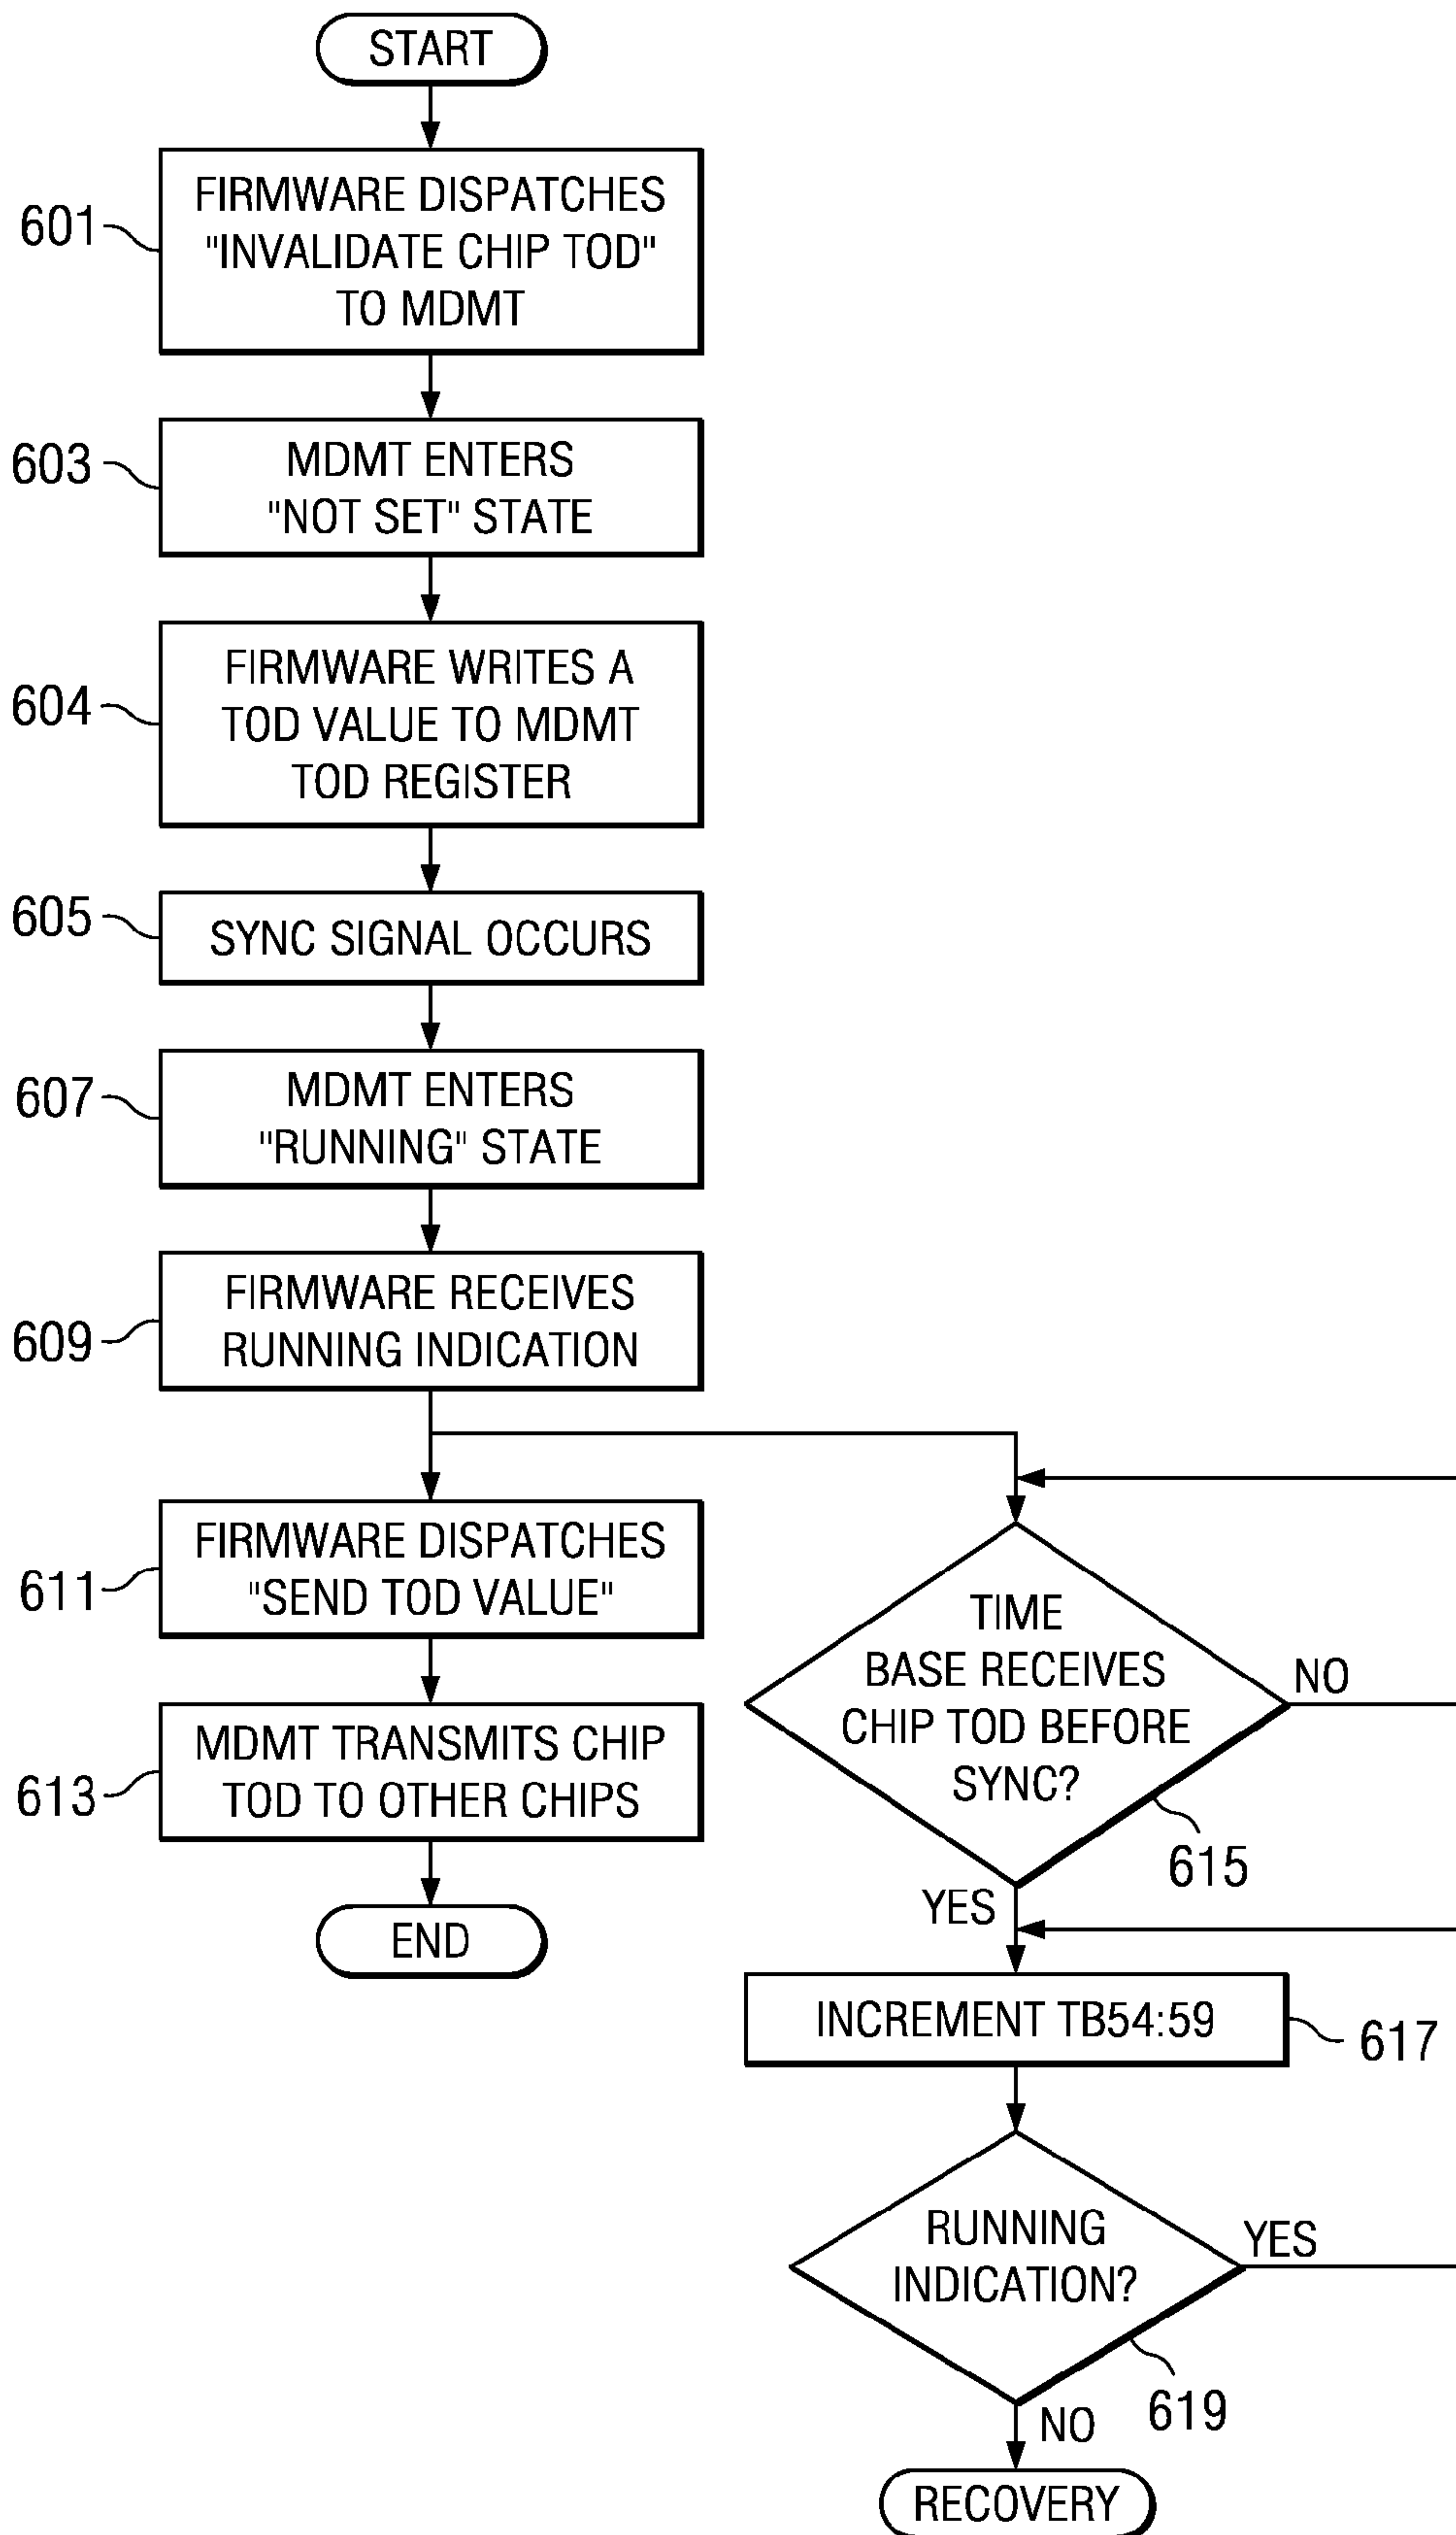 START
601
FIRMWARE DISPATCHES
"INVALIDATE CHIP TOD"
TO MDMT
603
MDMT ENTERS
"NOT SET" STATE
604
FIRMWARE WRITES A
TOD VALUE TO MDMT
TOD REGISTER
605
SYNC SIGNAL OCCURS
607
MDMT ENTERS
"RUNNING" STATE
609
FIRMWARE RECEIVES
RUNNING INDICATION
611
FIRMWARE DISPATCHES
"SEND TOD VALUE"
613
MDMT TRANSMITS CHIP
TOD TO OTHER CHIPS
END
TIME
BASE RECEIVES
CHIP TOD BEFORE
SYNC?
NO
615
YES
INCREMENT TB54:59
617
RUNNING
INDICATION?
YES
619
NO
RECOVERY